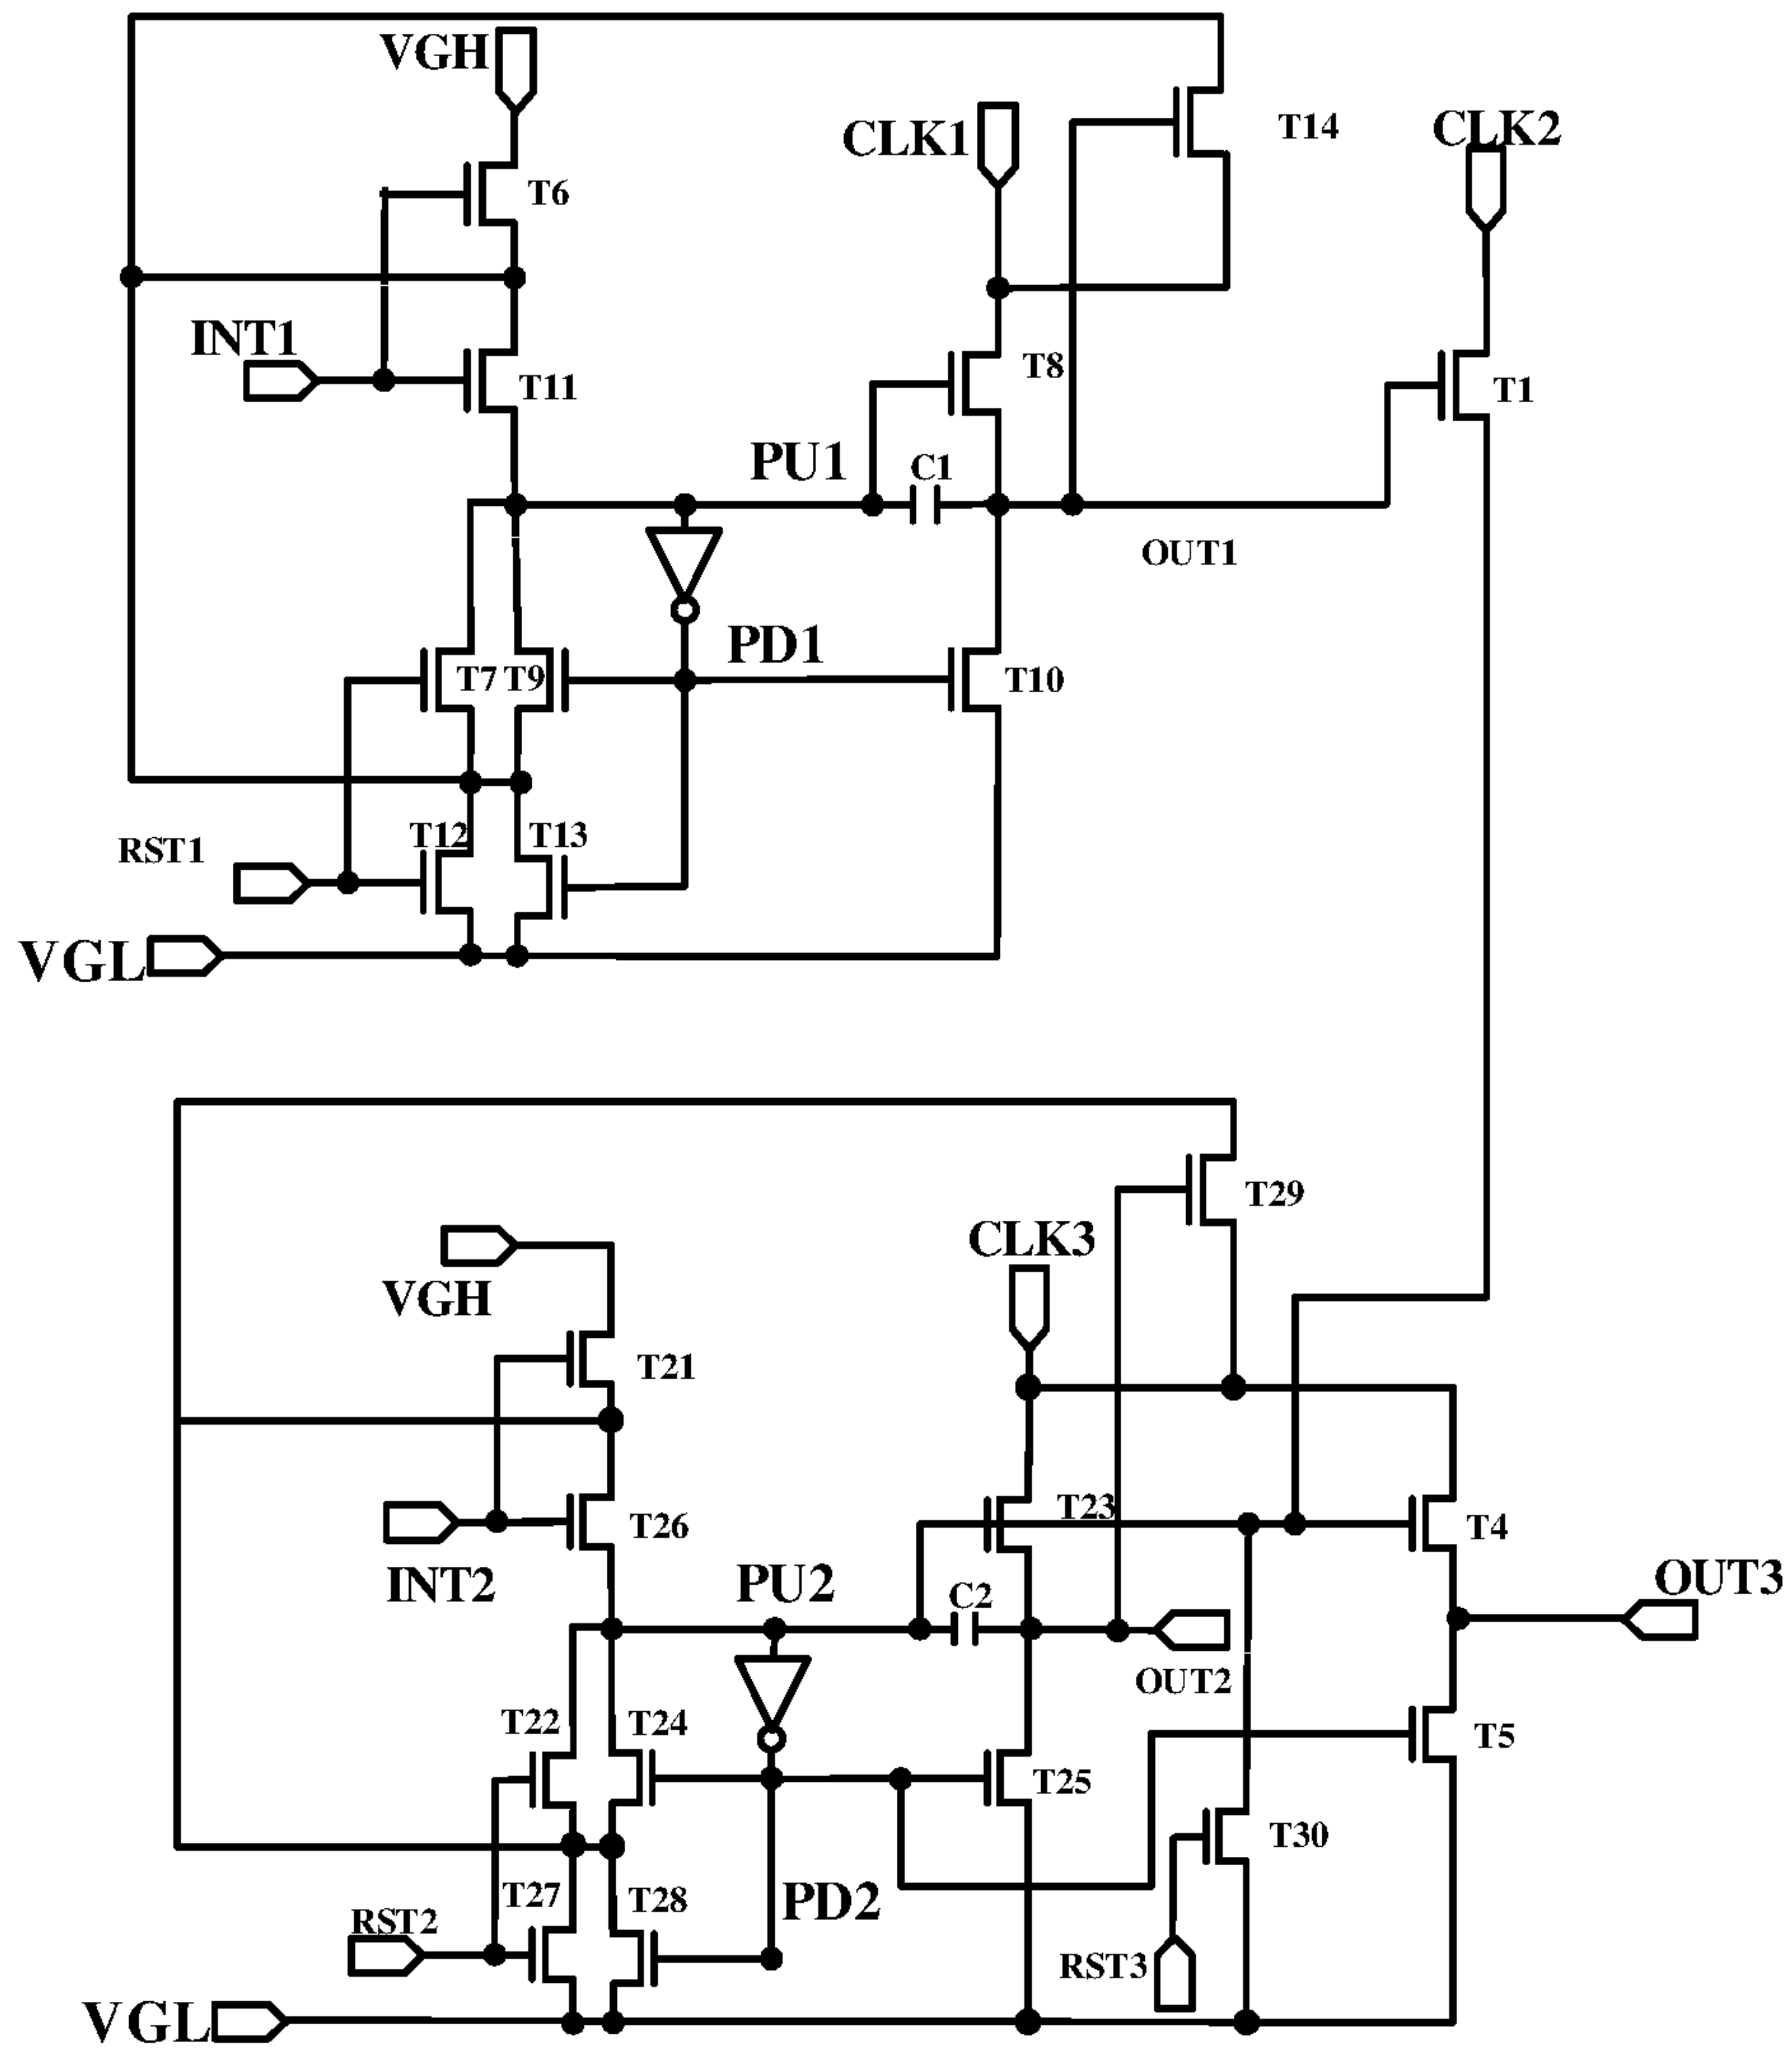 VGH
CLK1
T14
CLK2
T6
INT1
T11
T8
T1
PU1
C1
OUT1
PD1
T7
T9
T10
T12
T13
RST1
VGL
T29
CLK3
VGH
T21
T23
T26
T4
INT2
PU2
C2
OUT3
OUT2
T22
T24
T5
T25
T30
T27
T28
PD2
RST2
RST3
VGL